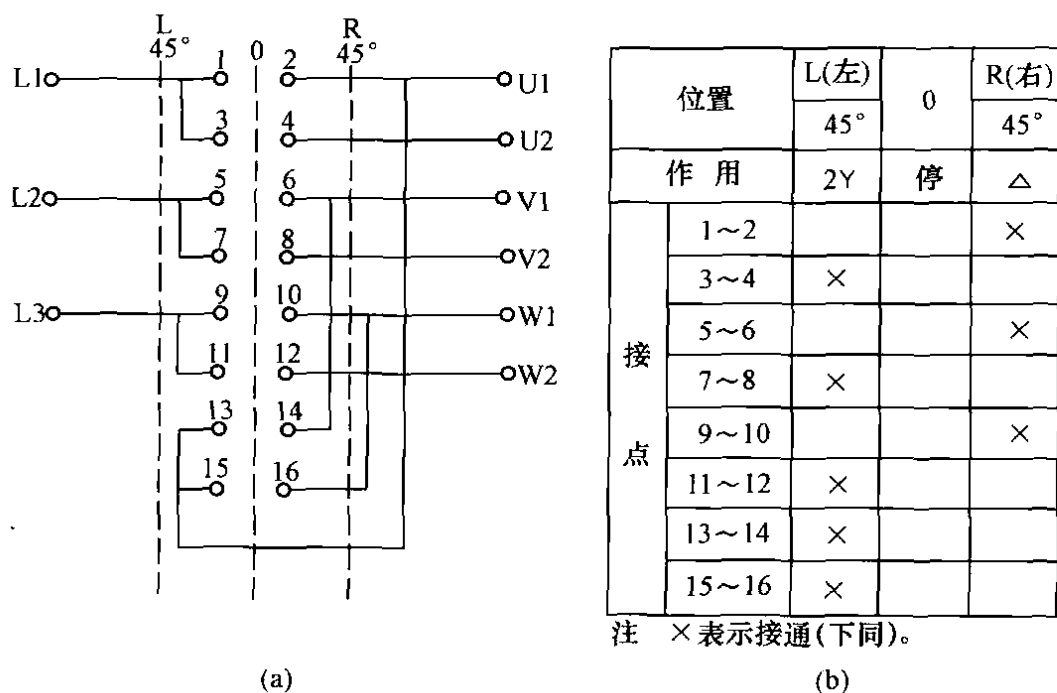 L
45°
0
R
45°
L1
1
2
U1
3
4
U2
L2
5
6
V1
7
8
V2
L3
9
10
W1
11
12
W2
13
14
15
16
(a)
位置 L(左) 0 R(右)
45° 45°
作用 2Y 停 △
接点
1～2 ×
3～4 ×
5～6 ×
7～8 ×
9～10 ×
11～12 ×
13～14 ×
15～16 ×
注 ×表示接通(下同)。
(b)